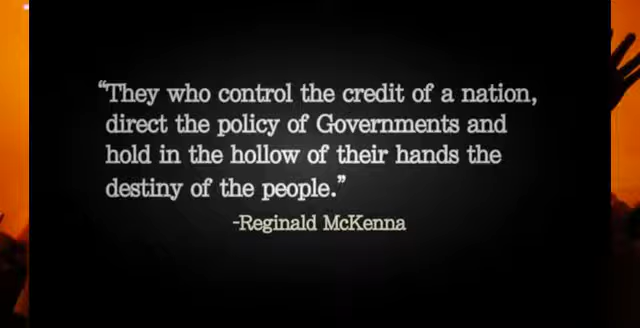 “They who control the credit of a nation,
direct the policy of Governments and
hold in the hollow of their hands the
destiny of the people.”
-Reginald McKenna